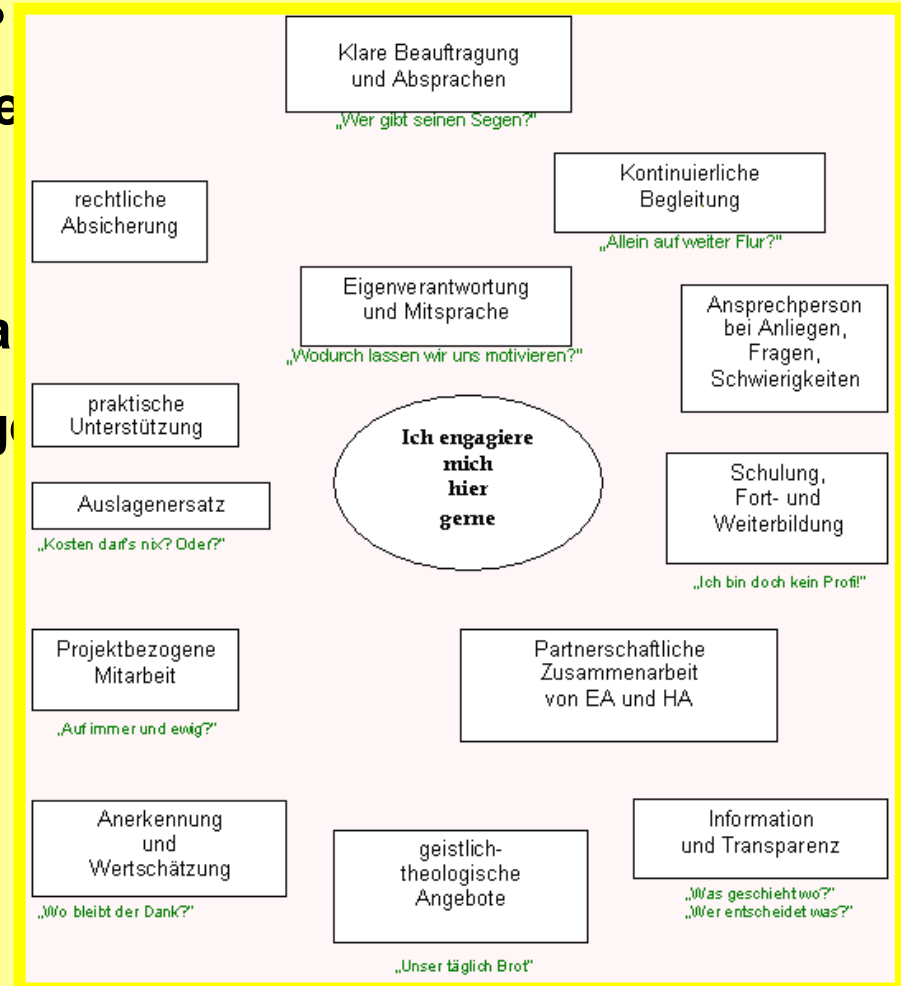 Klare Beauftragung
und Absprachen
„Wer gibt seinen Segen?"
Kontinuierliche
Begleitung
„Allein auf weiter Flur?"
rechtliche
Absicherung
Eigenverantwortung
und Mitsprache
„Wodurch lassen wir uns motivieren?"
Ansprechperson
bei Anliegen,
Fragen,
Schwierigkeiten
praktische
Unterstützung
Ich engagiere
mich
hier
gerne
Schulung,
Fort- und
Weiterbildung
„Ich bin doch kein Profi!"
Auslagenersatz
„Kosten darf's nix? Oder?"
Projektbezogene
Mitarbeit
„Auf immer und ewig?"
Partnerschaftliche
Zusammenarbeit
von EA und HA
Anerkennung
und
Wertschätzung
„Wo bleibt der Dank?"
geistlich-
theologische
Angebote
„Unser täglich Brot"
Information
und Transparenz
„Was geschieht wo?"
„Wer entscheidet was?"